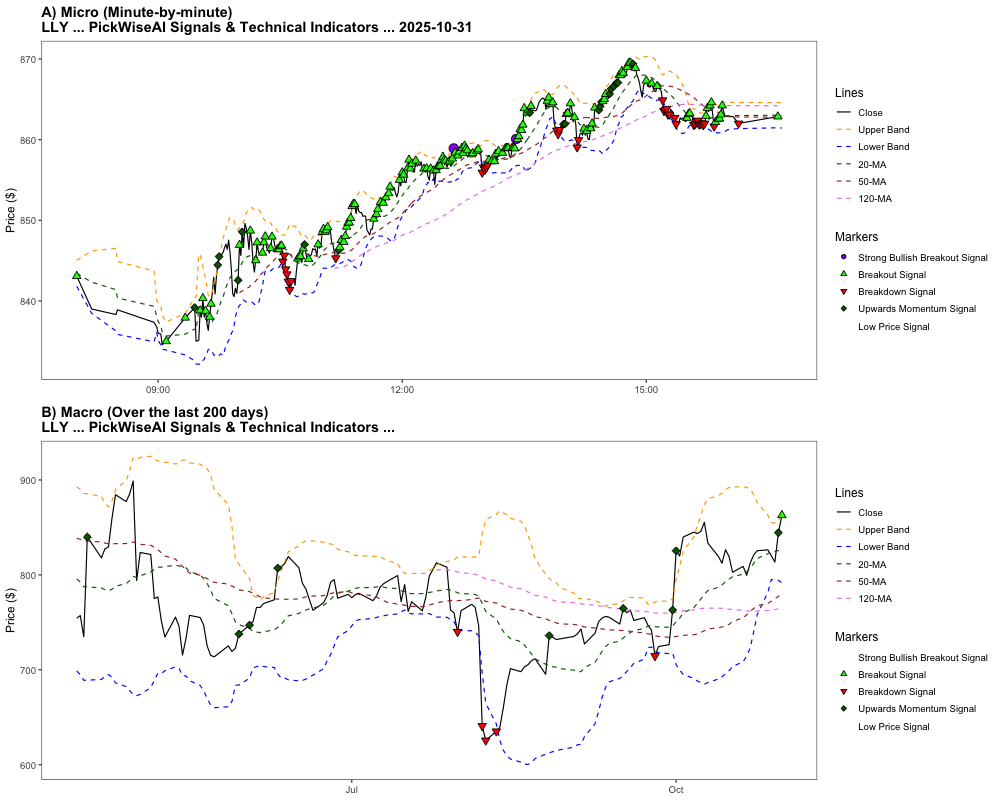 A) Micro (Minute-by-minute)
LLY ... PickWiseAI Signals & Technical Indicators ... 2025-10-31
Price ($)
870
860
850
840
09:00
12:00
15:00
Lines
Close
Upper Band
Lower Band
20-MA
50-MA
120-MA
Markers
Strong Bullish Breakout Signal
Breakout Signal
Breakdown Signal
Upwards Momentum Signal
Low Price Signal
B) Macro (Over the last 200 days)
LLY ... PickWiseAI Signals & Technical Indicators ...
Price ($)
900
800
700
600
Jul
Oct
Lines
Close
Upper Band
Lower Band
20-MA
50-MA
120-MA
Markers
Strong Bullish Breakout Signal
Breakout Signal
Breakdown Signal
Upwards Momentum Signal
Low Price Signal